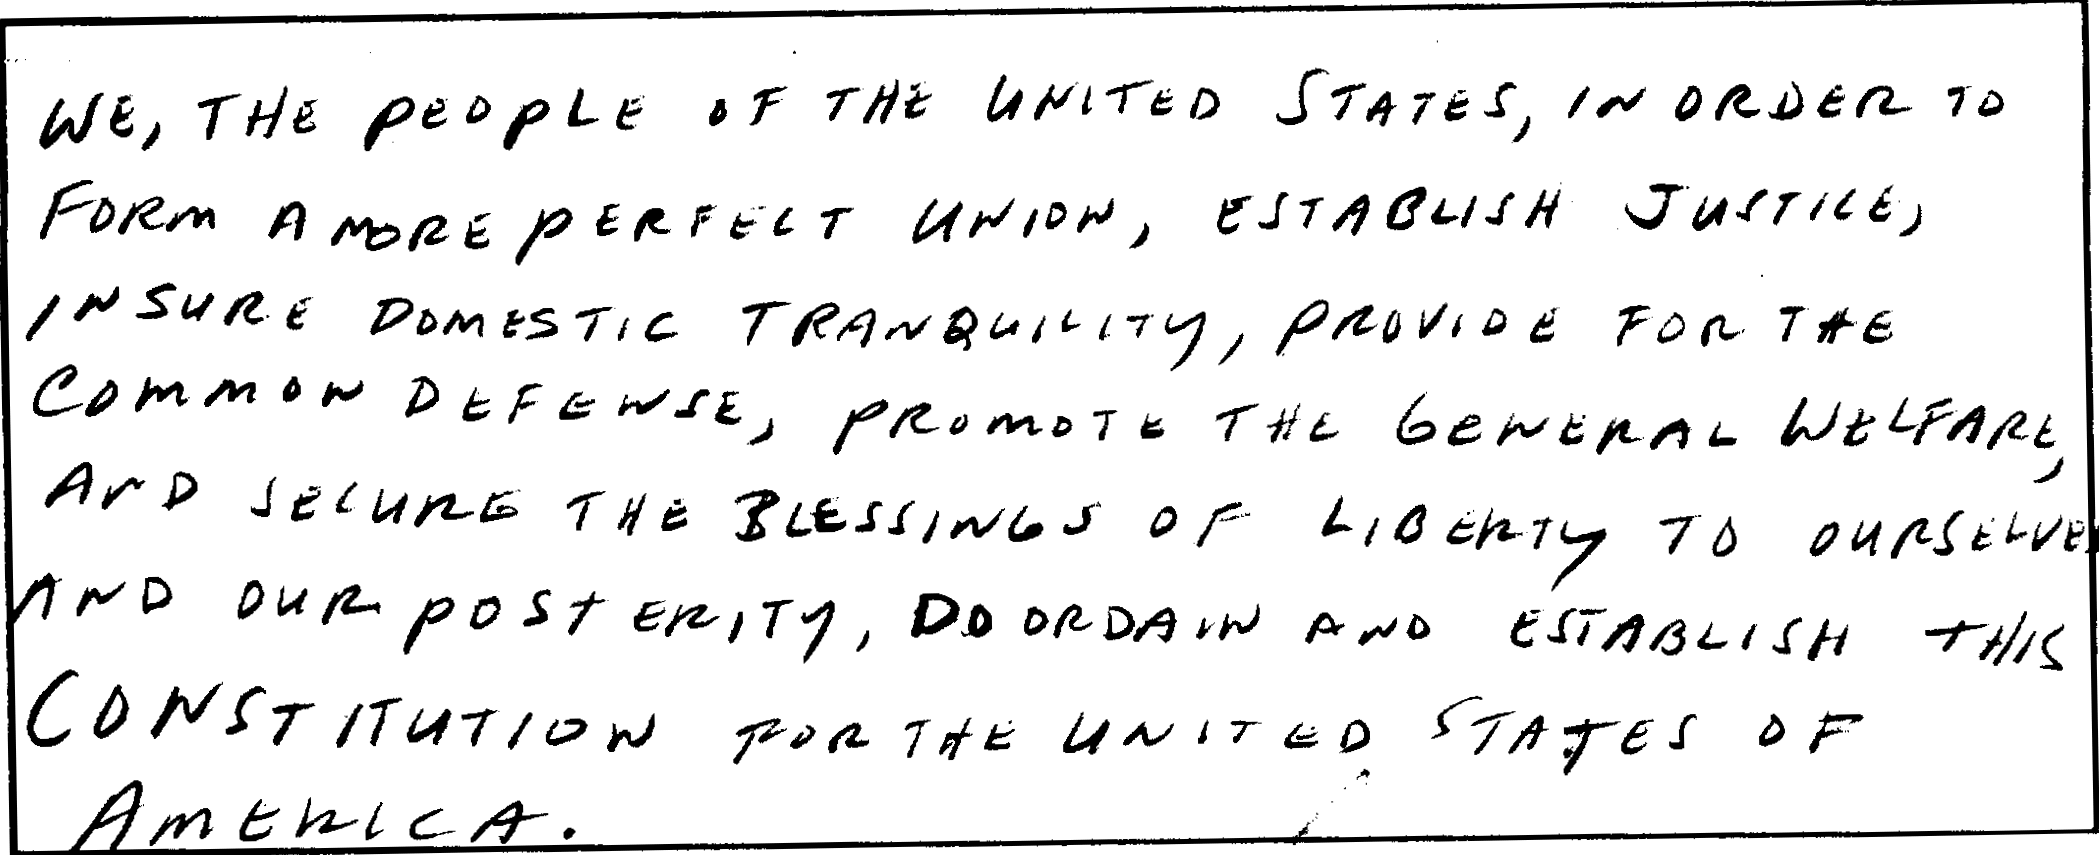 WE, THE PEOPLE OF THE UNITED STATES, IN ORDER TO
FORM A MORE PERFECT UNION, ESTABLISH JUSTICE,
INSURE DOMESTIC TRANQUILITY, PROVIDE FOR THE
COMMON DEFENSE, PROMOTE THE GENERAL WELFARE,
AND SECURE THE BLESSINGS OF LIBERTY TO OURSELVES
AND OUR POSTERITY, DO ORDAIN AND ESTABLISH THIS
CONSTITUTION FOR THE UNITED STATES OF
AMERICA.